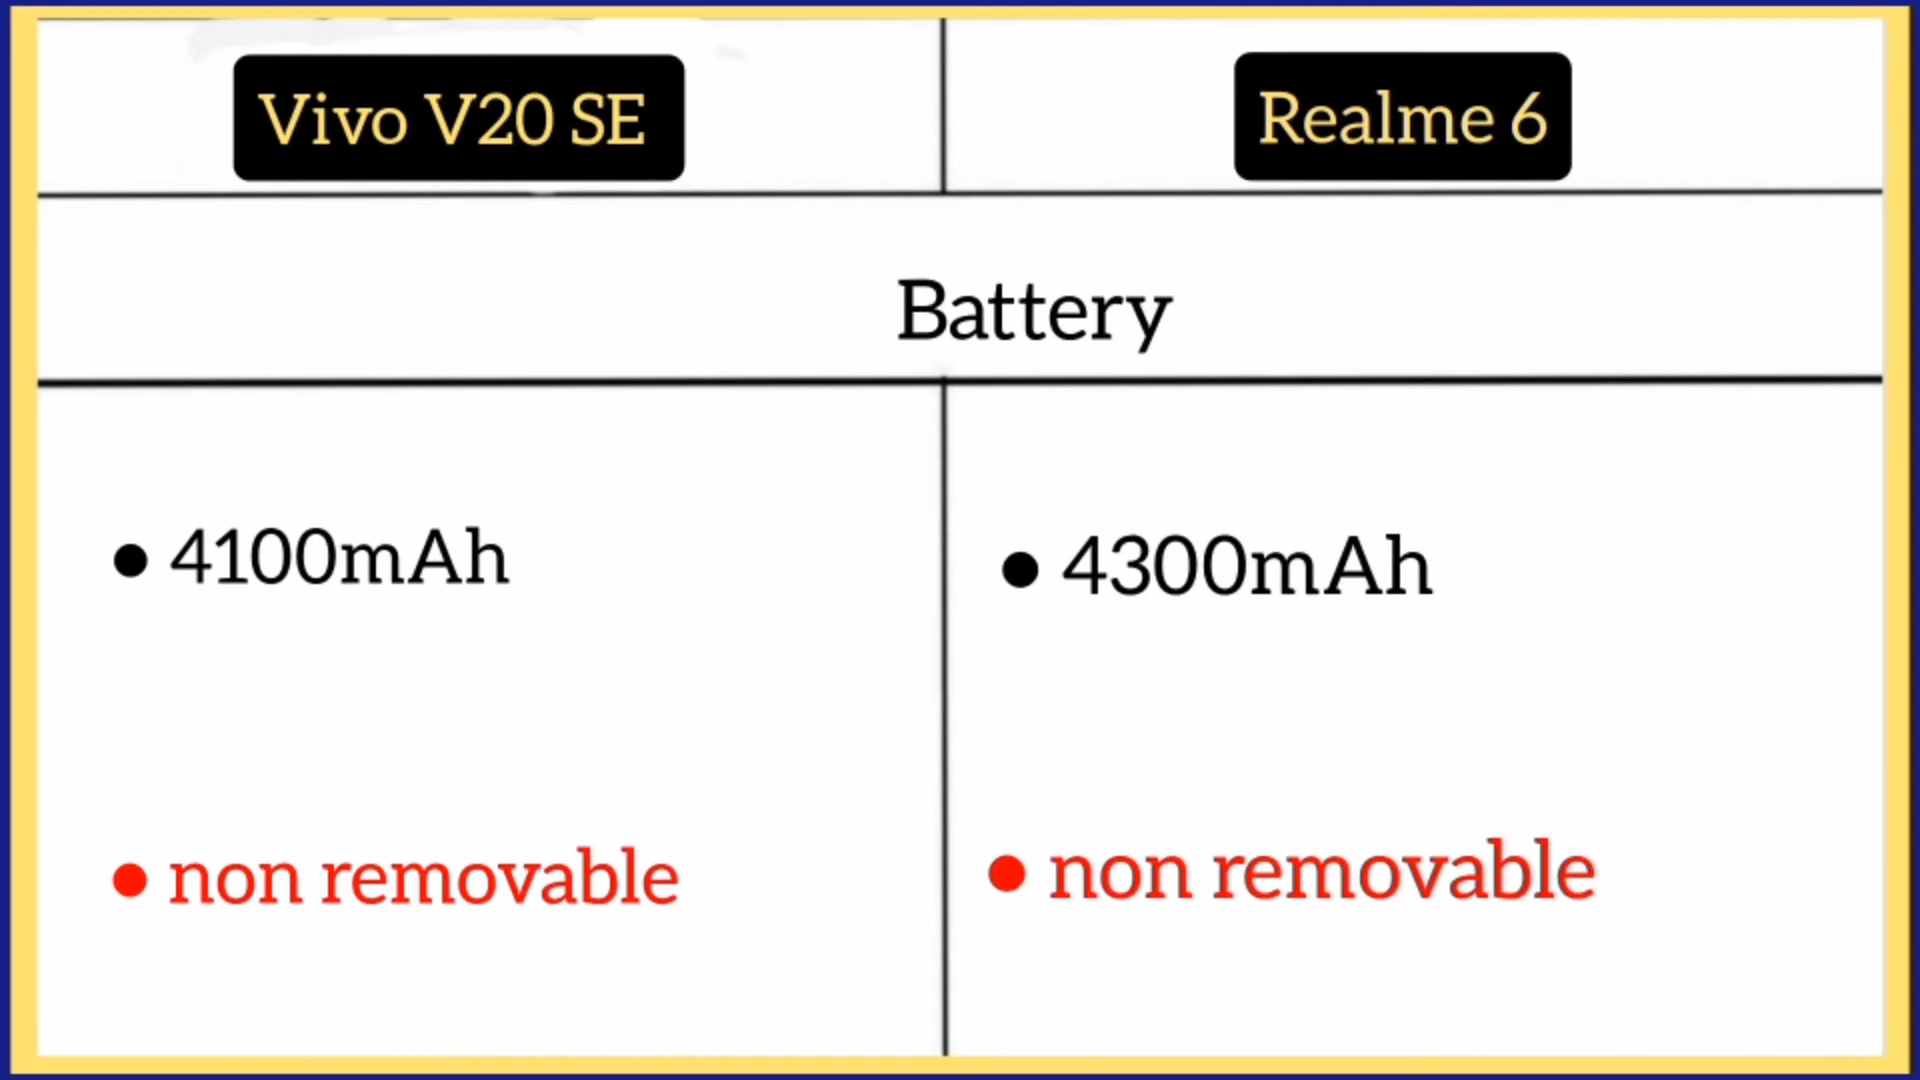 Vivo V20 SE
Realme 6
Battery
• 4100mAh
• 4300mAh
• non removable
• non removable